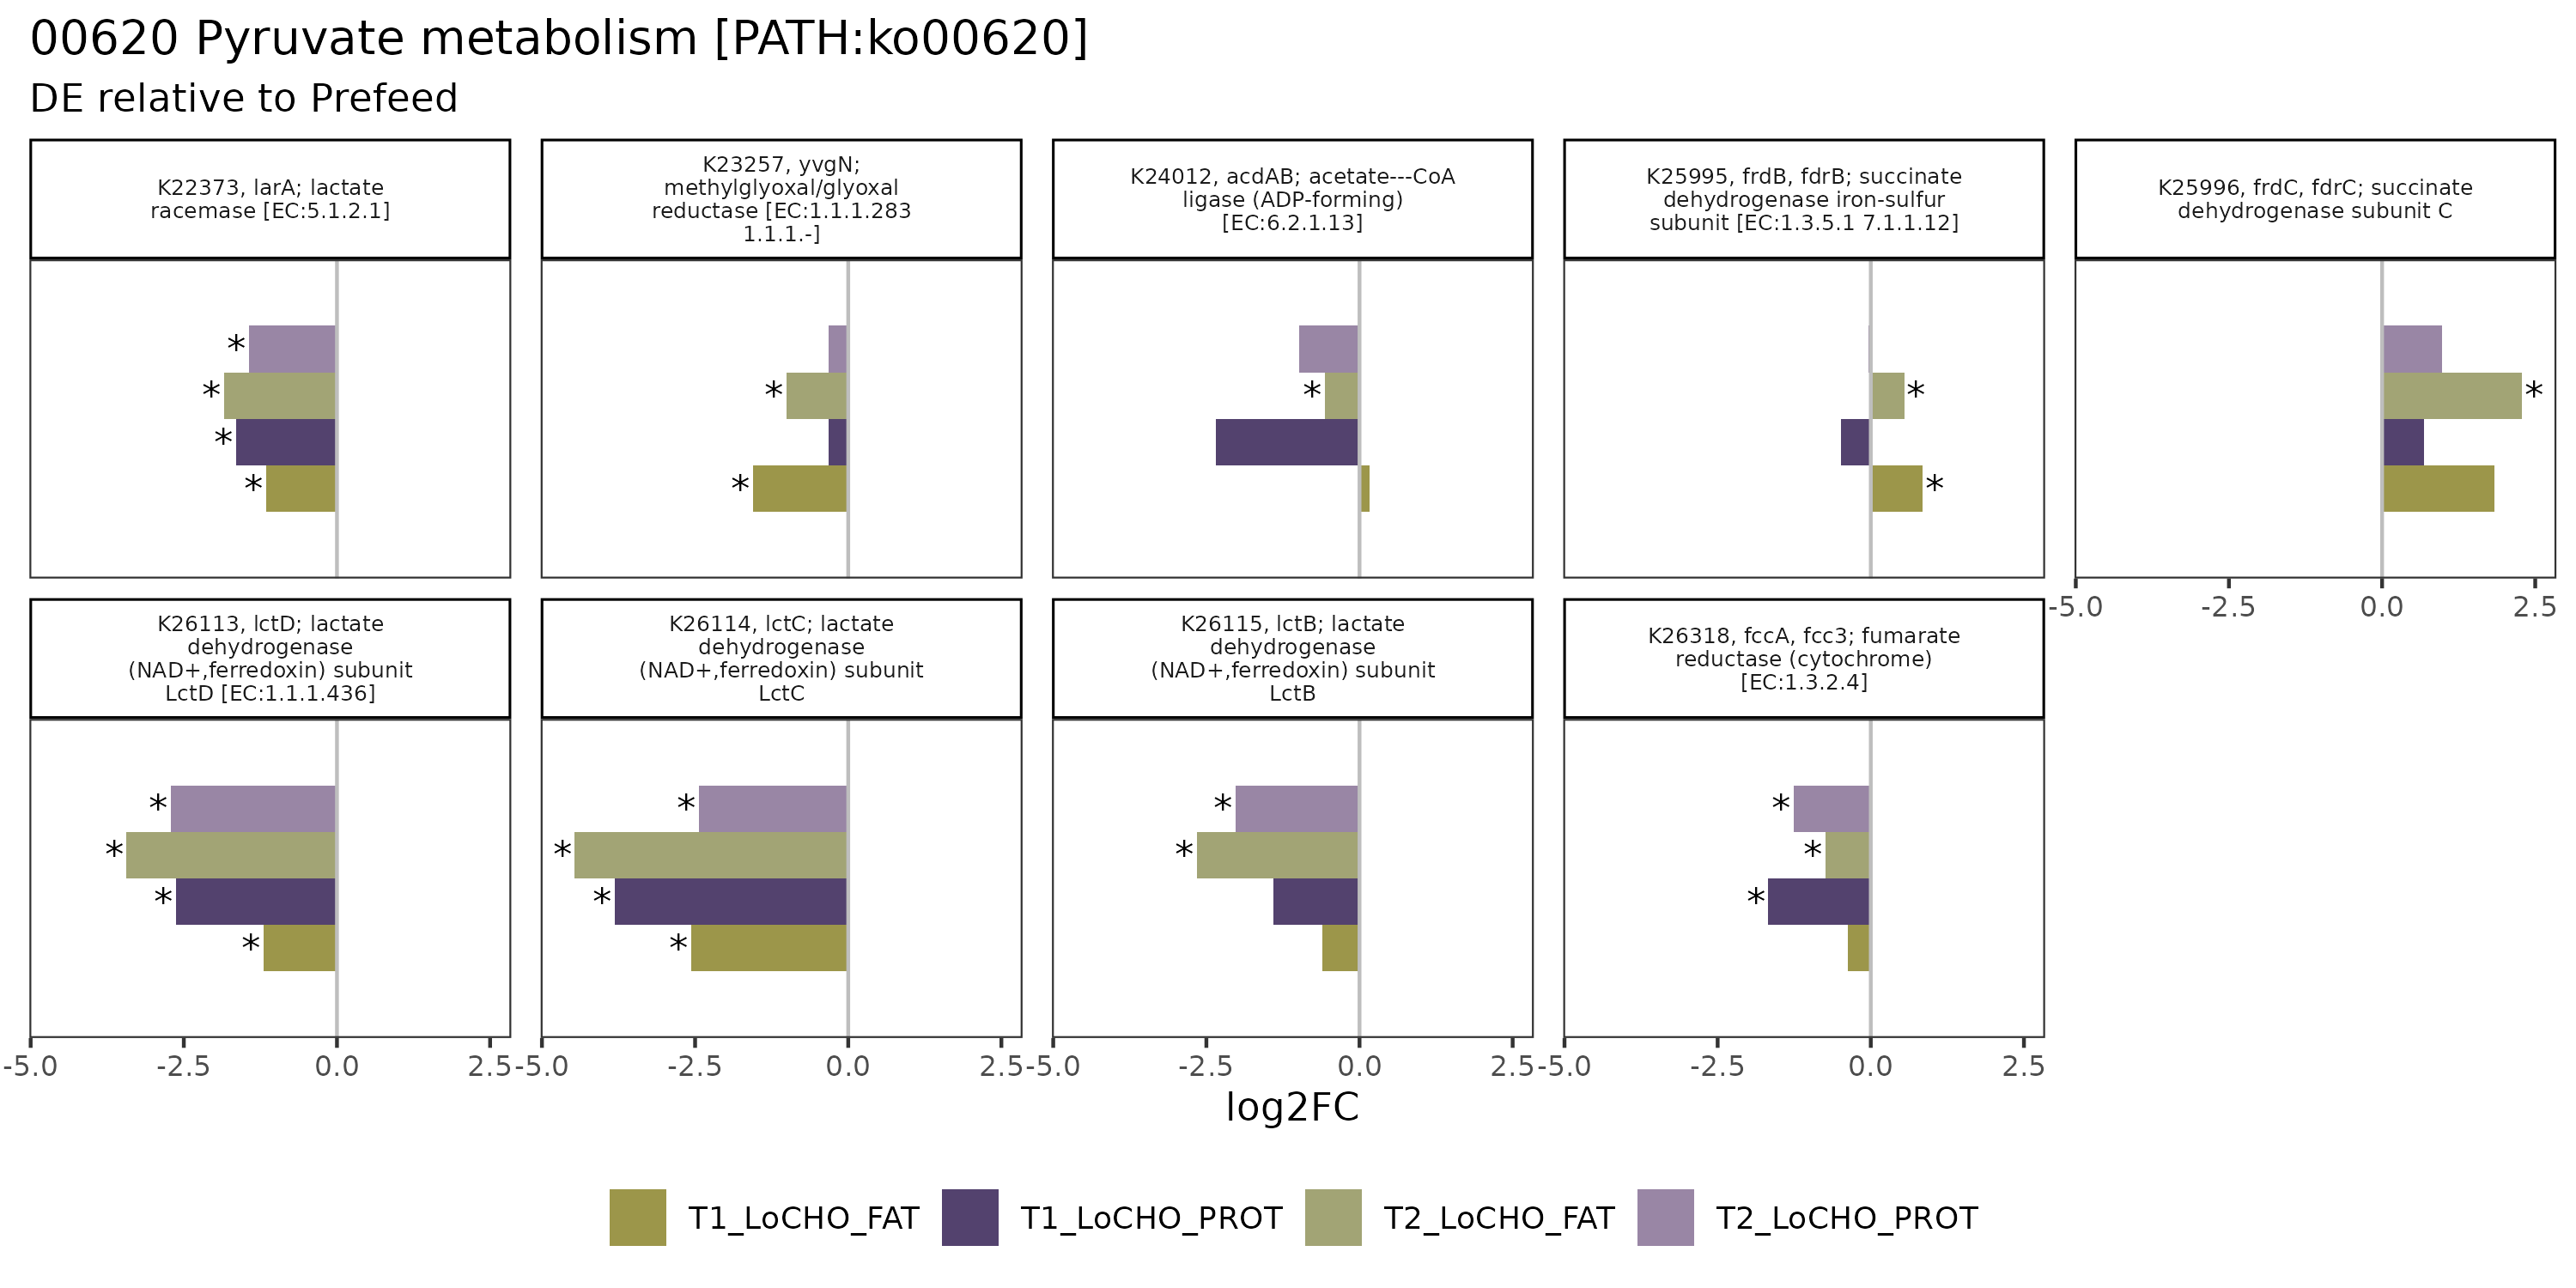 00620 Pyruvate metabolism [PATH:ko00620]
DE relative to Prefeed
K22373, larA; lactate
racemase [EC:5.1.2.1]
K23257, yvgN;
methylglyoxal/glyoxal
reductase [EC:1.1.1.283
1.1.1.-]
K24012, acdAB; acetate---CoA
ligase (ADP-forming)
[EC:6.2.1.13]
K25995, frdB, fdrB; succinate
dehydrogenase iron-sulfur
subunit [EC:1.3.5.1 7.1.1.12]
K25996, frdC, fdrC; succinate
dehydrogenase subunit C
* * * *
* *
*
* *
*
-5.0 -2.5 0.0 2.5
K26113, lctD; lactate
dehydrogenase
(NAD+,ferredoxin) subunit
LctD [EC:1.1.1.436]
K26114, lctC; lactate
dehydrogenase
(NAD+,ferredoxin) subunit
LctC
K26115, lctB; lactate
dehydrogenase
(NAD+,ferredoxin) subunit
LctB
K26318, fccA, fcc3; fumarate
reductase (cytochrome)
[EC:1.3.2.4]
* * * *
* * * *
* *
* * *
-5.0 -2.5 0.0 2.5
-5.0 -2.5 0.0 2.5
-5.0 -2.5 0.0 2.5
-5.0 -2.5 0.0 2.5
log2FC
T1_LoCHO_FAT T1_LoCHO_PROT T2_LoCHO_FAT T2_LoCHO_PROT